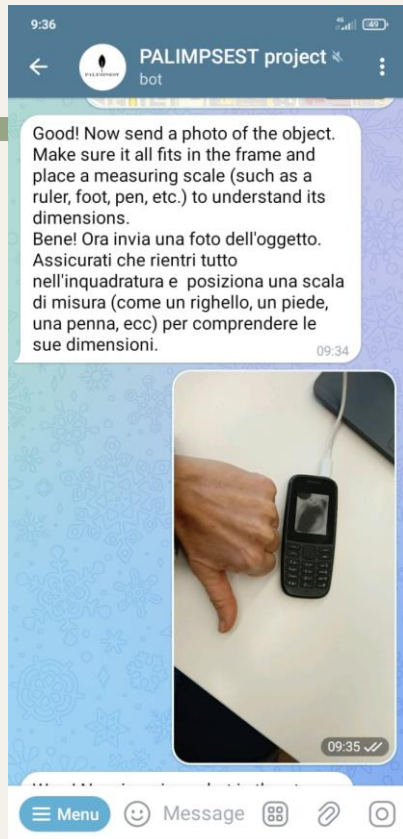 9:36
4G
49
PALIMPSEST project
bot
PALIMPSEST
Good! Now send a photo of the object.
Make sure it all fits in the frame and
place a measuring scale (such as a
ruler, foot, pen, etc.) to understand its
dimensions.
Bene! Ora invia una foto dell'oggetto.
Assicurati che rientri tutto
nell'inquadratura e posiziona una scala
di misura (come un righello, un piede,
una penna, ecc) per comprendere le
sue dimensioni.
09:34
09:35
Menu
Message